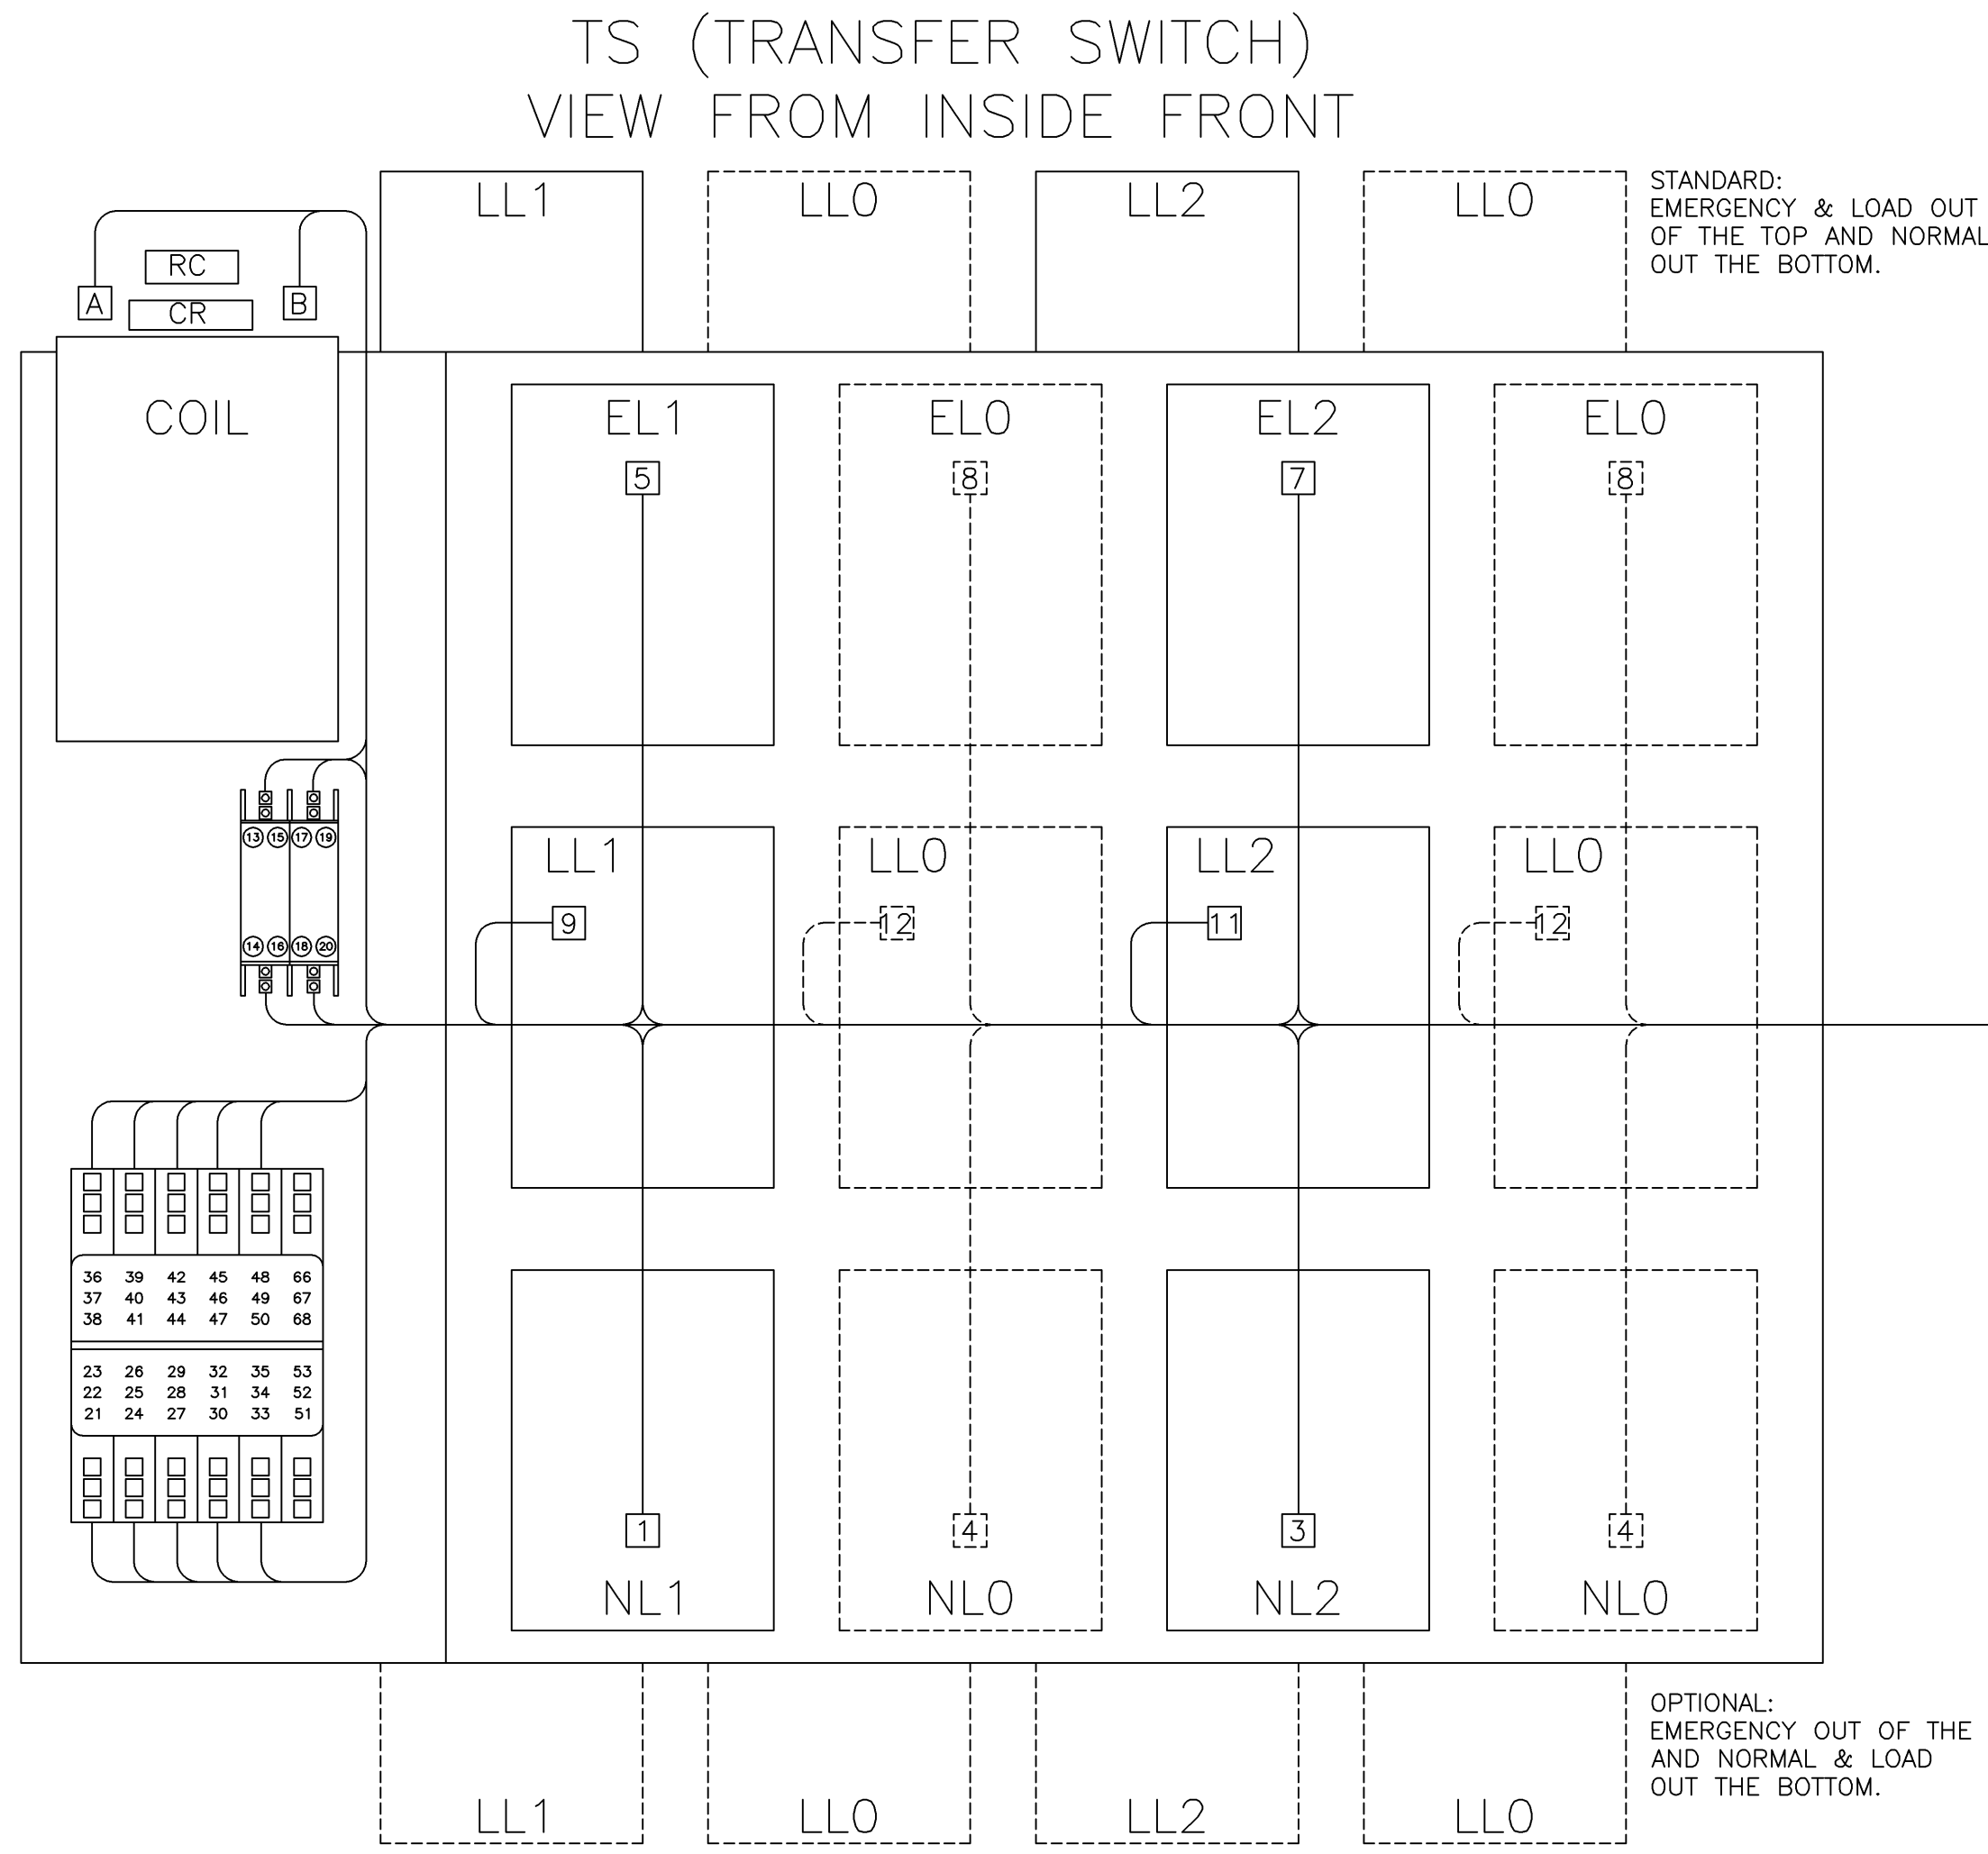 TS (TRANSFER SWITCH)
VIEW FROM INSIDE FRONT
LL1 LL0 LL2 LL0
STANDARD:
EMERGENCY & LOAD OUT
OF THE TOP AND NORMAL
OUT THE BOTTOM.
RC
A CR B
COIL
EL1 EL0 EL2 EL0
5 8 7 8
13 15 17 19
LL1 LL0 LL2 LL0
9 12 11 12
14 16 18 20
36 39 42 45 48 66
37 40 43 46 49 67
38 41 44 47 50 68
23 26 29 32 35 53
22 25 28 31 34 52
21 24 27 30 33 51
1 4 3 4
NL1 NL0 NL2 NL0
OPTIONAL:
EMERGENCY OUT OF THE
AND NORMAL & LOAD
OUT THE BOTTOM.
LL1 LL0 LL2 LL0